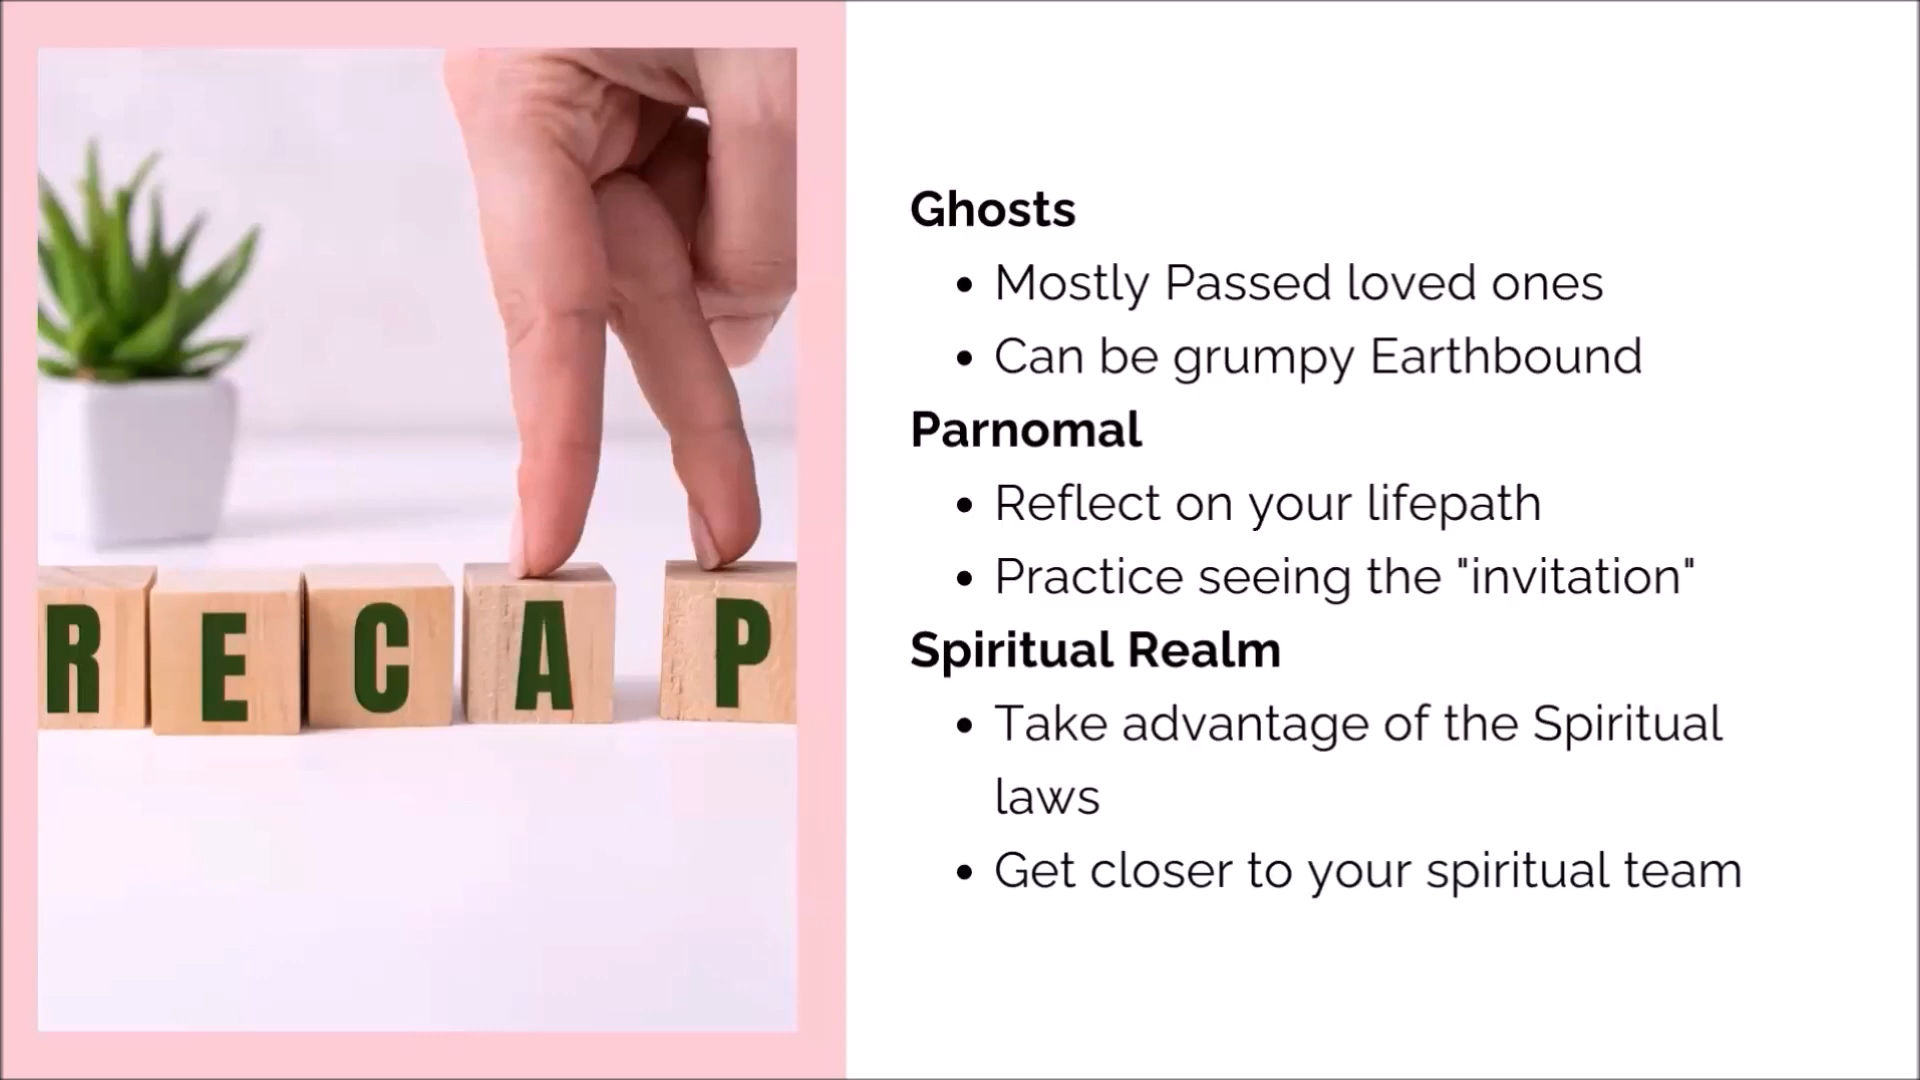 RECAP
Ghosts
• Mostly Passed loved ones
• Can be grumpy Earthbound
Parnomal
• Reflect on your lifepath
• Practice seeing the "invitation"
Spiritual Realm
• Take advantage of the Spiritual
laws
• Get closer to your spiritual team